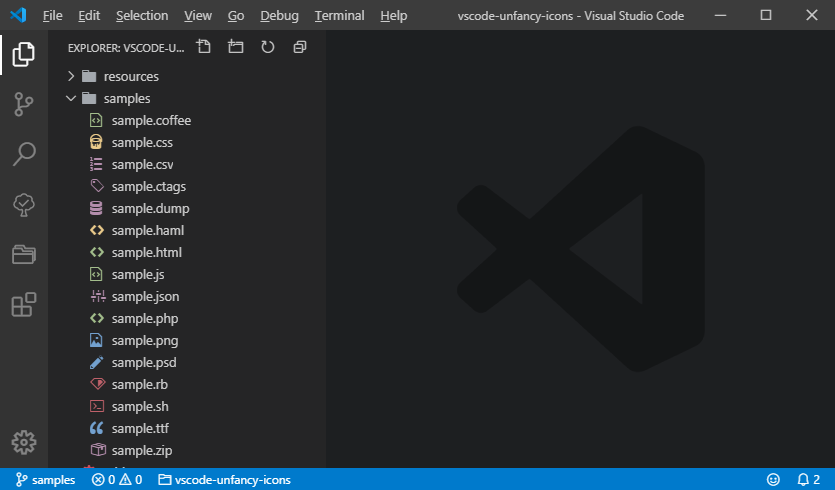 File Edit Selection View Go Debug Terminal Help vscode-unfancy-icons - Visual Studio Code
EXPLORER: VSCODE-U...
resources
samples
sample.coffee
sample.css
sample.csv
sample.ctags
sample.dump
sample.haml
sample.html
sample.js
sample.json
sample.php
sample.png
sample.psd
sample.rb
sample.sh
sample.ttf
sample.zip
samples 0 0 vscode-unfancy-icons 2